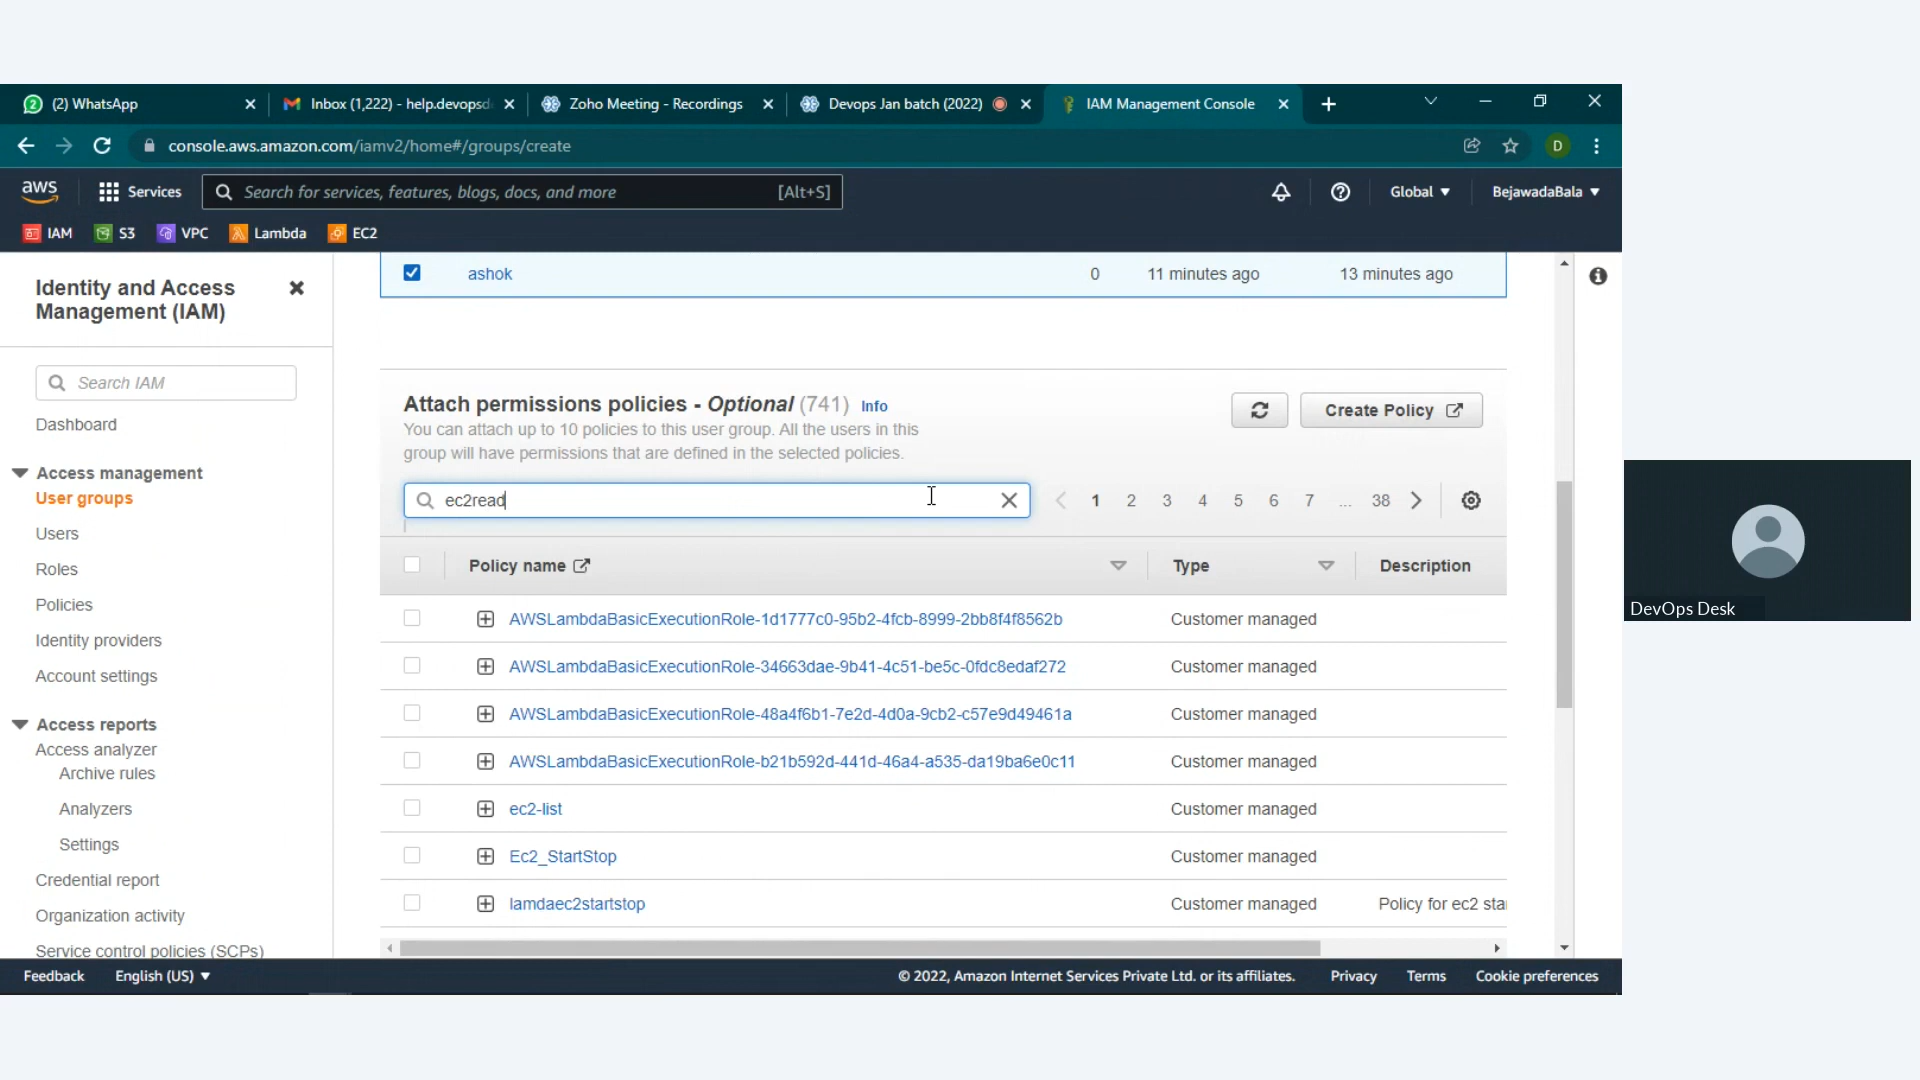 (2) WhatsApp
Inbox (1,222) - help.devopsd
Zoho Meeting - Recordings
Devops Jan batch (2022)
IAM Management Console
console.aws.amazon.com/iamv2/home#/groups/create
D
aws
Services
Search for services, features, blogs, docs, and more
[Alt+S]
Global
BejawadaBala
IAM
S3
VPC
Lambda
EC2
Identity and Access
Management (IAM)
Search IAM
Dashboard
Access management
User groups
Users
Roles
Policies
Identity providers
Account settings
Access reports
Access analyzer
Archive rules
Analyzers
Settings
Credential report
Organization activity
Service control policies (SCPs)
ashok
0
11 minutes ago
13 minutes ago
Attach permissions policies - Optional (741) Info
You can attach up to 10 policies to this user group. All the users in this
group will have permissions that are defined in the selected policies.
Create Policy
ec2read
1 2 3 4 5 6 7 ... 38
Policy name
Type
Description
AWSLambdaBasicExecutionRole-1d1777c0-95b2-4fcb-8999-2bb8f4f8562b
Customer managed
AWSLambdaBasicExecutionRole-34663dae-9b41-4c51-be5c-0fdc8edaf272
Customer managed
AWSLambdaBasicExecutionRole-48a4f6b1-7e2d-4d0a-9cb2-c57e9d49461a
Customer managed
AWSLambdaBasicExecutionRole-b21b592d-441d-46a4-a535-da19ba6e0c11
Customer managed
ec2-list
Customer managed
Ec2_StartStop
Customer managed
lamdaec2startstop
Customer managed
Policy for ec2 star
Feedback
English (US)
© 2022, Amazon Internet Services Private Ltd. or its affiliates.
Privacy
Terms
Cookie preferences
DevOps Desk